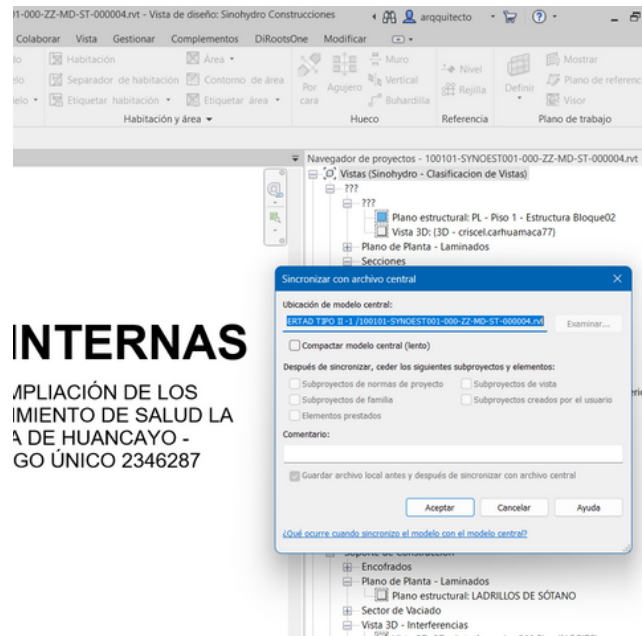 )1-000-ZZ-MD-ST-000004.rvt - Vista de diseño: Sinohydro Construcciones
arqquitecto
Colaborar Vista Gestionar Complementos DiRootsOne Modificar
Habitación
Separador de habitación
Etiquetar habitación
Área
Contorno de área
Etiquetar área
Habitación y área
Por cara
Agujero
Muro
Vertical
Buhardilla
Hueco
Nivel
Rejilla
Referencia
Definir
Mostrar
Plano de referenc
Visor
Plano de trabajo
Navegador de proyectos - 100101-SYNOEST001-000-ZZ-MD-ST-000004.rvt
Vistas (Sinohydro - Clasificacion de Vistas)
???
???
Plano estructural: PL - Piso 1 - Estructura Bloque02
Vista 3D: {3D - criscel.carhuamaca77}
Plano de Planta - Laminados
Secciones
INTERNAS
MPLIACIÓN DE LOS
IMIENTO DE SALUD LA
A DE HUANCAYO -
GO ÚNICO 2346287
Sincronizar con archivo central
Ubicación de modelo central:
ERTAD TIPO II -1 /100101-SYNOEST001-000-ZZ-MD-ST-000004.rvt
Examinar...
Compactar modelo central (lento)
Después de sincronizar, ceder los siguientes subproyectos y elementos:
Subproyectos de normas de proyecto
Subproyectos de vista
Subproyectos de familia
Subproyectos creados por el usuario
Elementos prestados
Comentario:
Guardar archivo local antes y después de sincronizar con archivo central
Aceptar Cancelar Ayuda
¿Qué ocurre cuando sincronizo el modelo con el modelo central?
Soporte de Construcción
Encofrados
Plano de Planta - Laminados
Plano estructural: LADRILLOS DE SÓTANO
Sector de Vaciado
Vista 3D - Interferencias